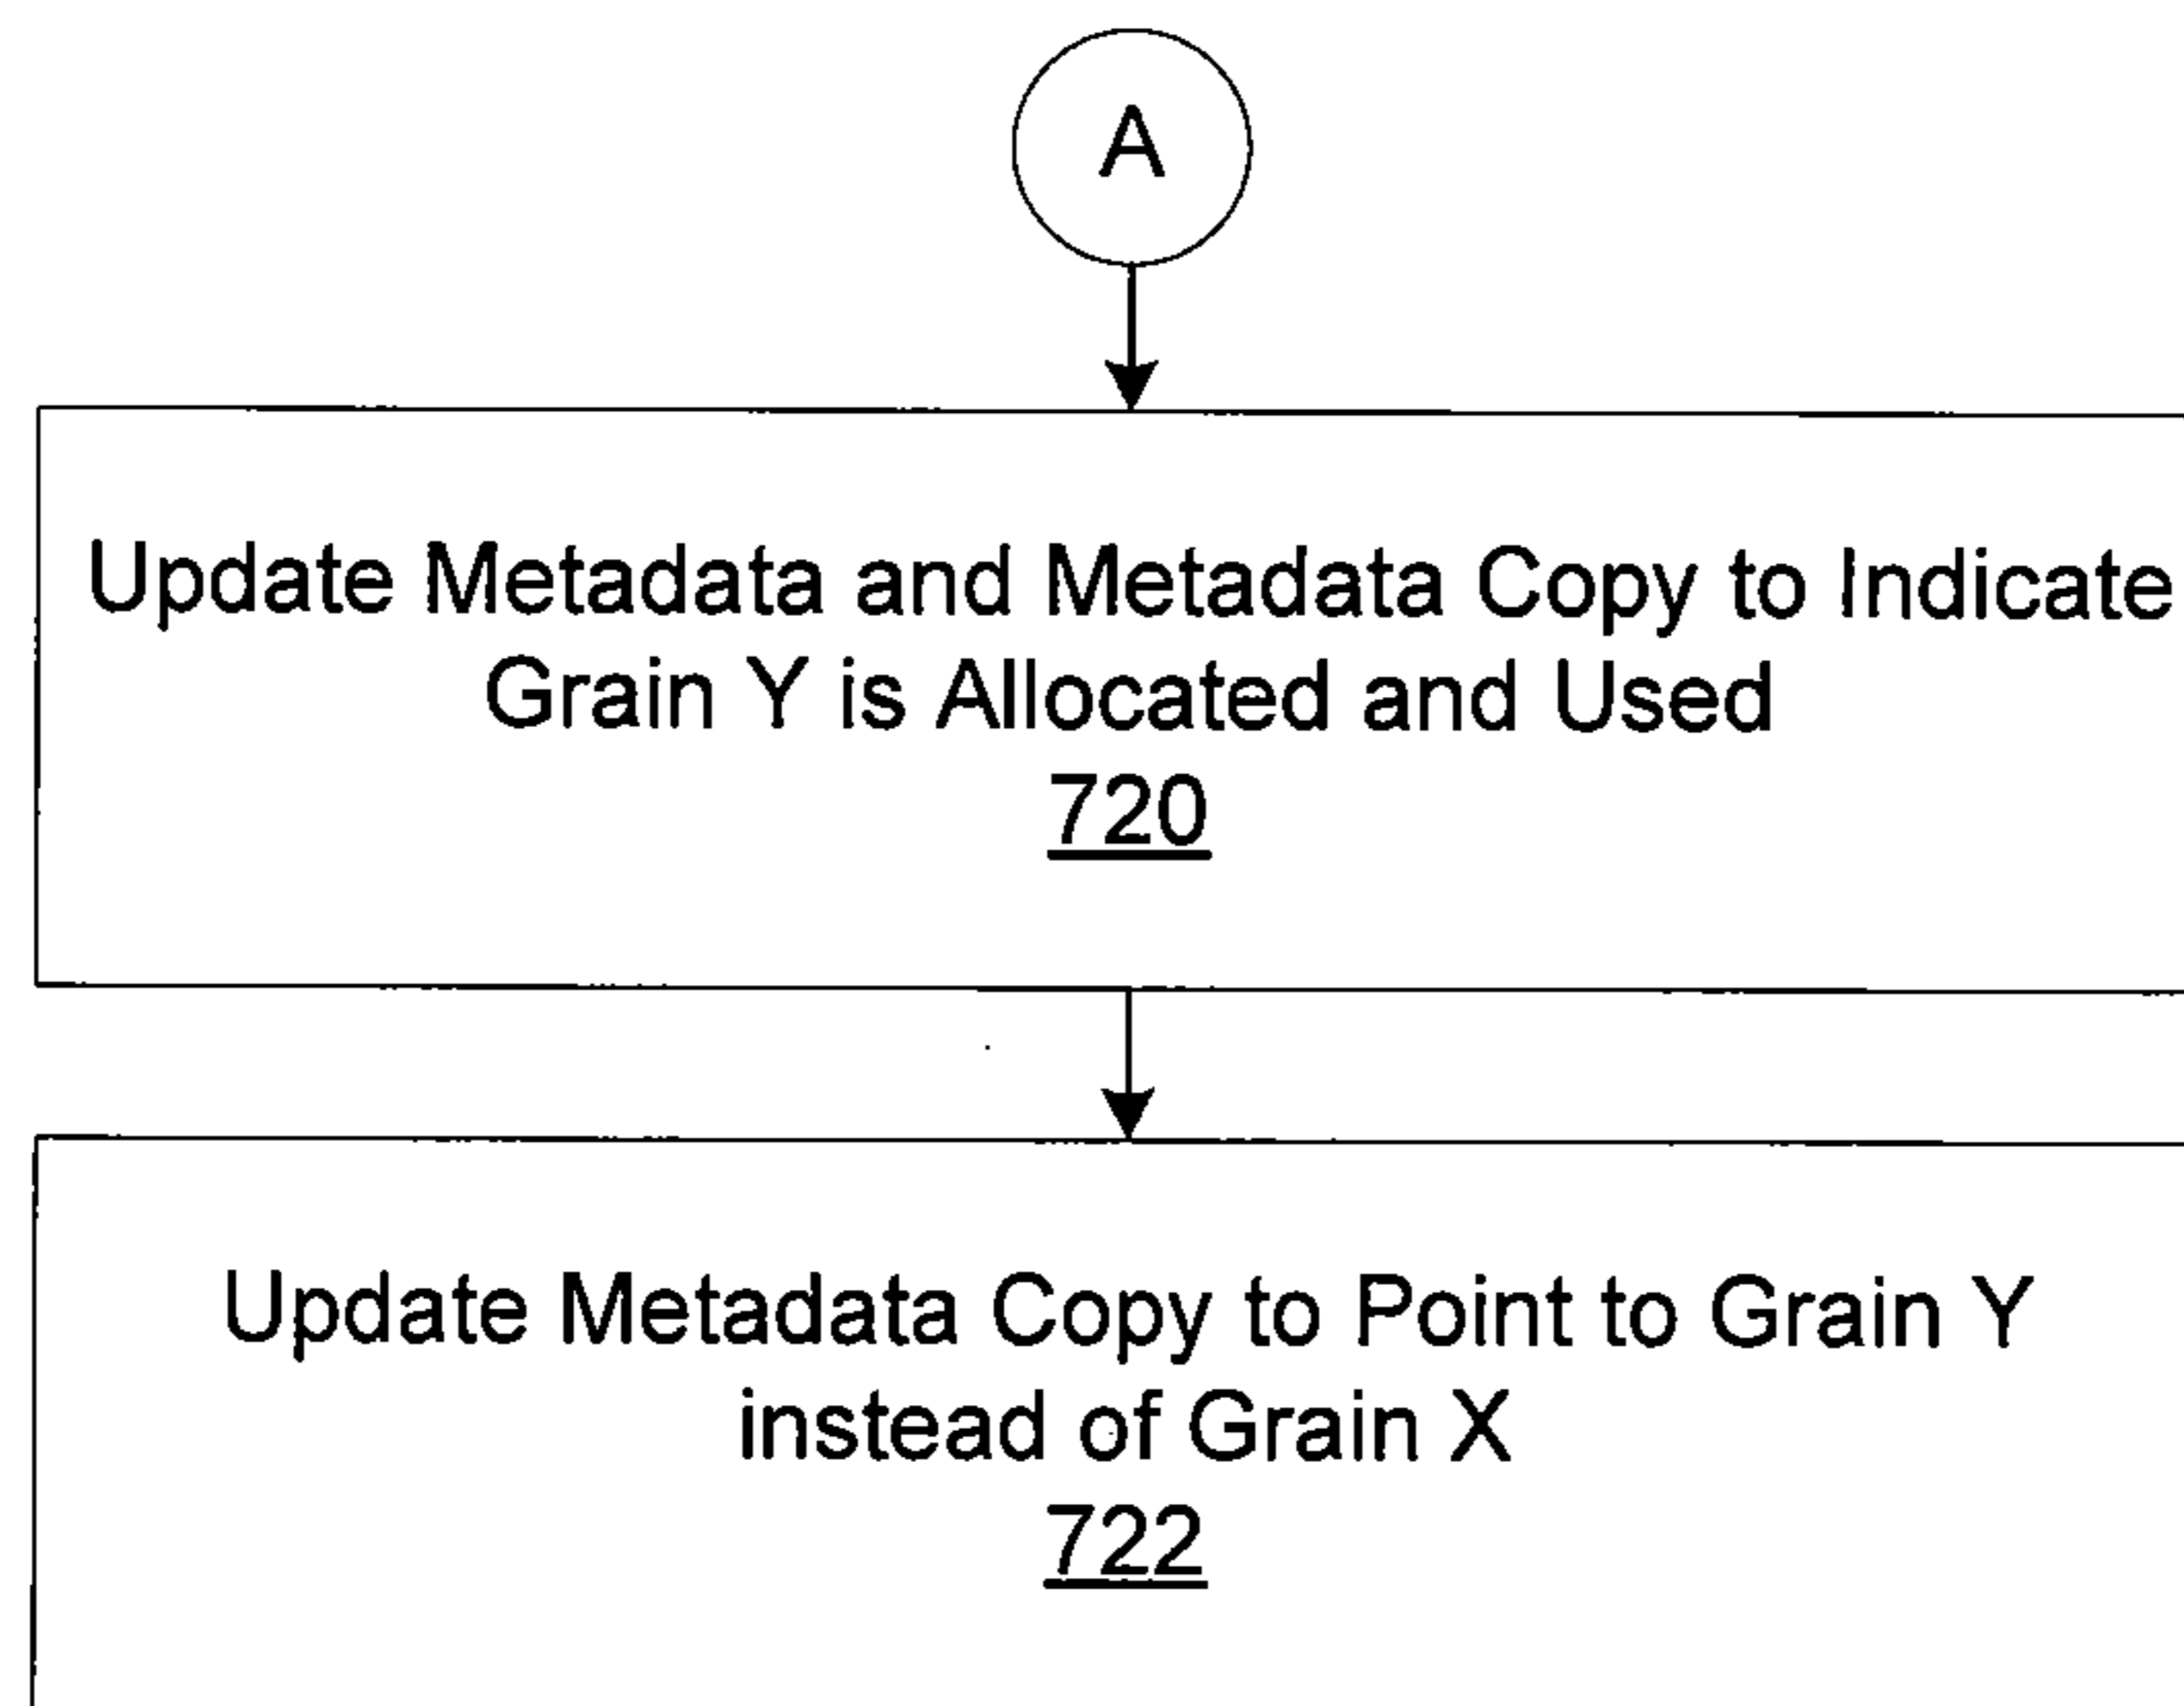 A
Update Metadata and Metadata Copy to Indicate
Grain Y is Allocated and Used
720
Update Metadata Copy to Point to Grain Y
instead of Grain X
722